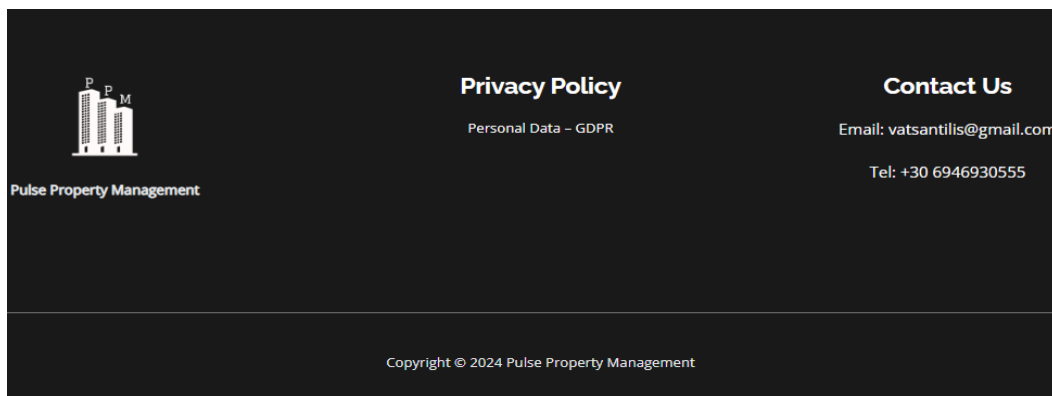 P
P
M
Pulse Property Management
Privacy Policy
Personal Data – GDPR
Contact Us
Email: vatsantilis@gmail.com
Tel: +30 6946930555
Copyright © 2024 Pulse Property Management